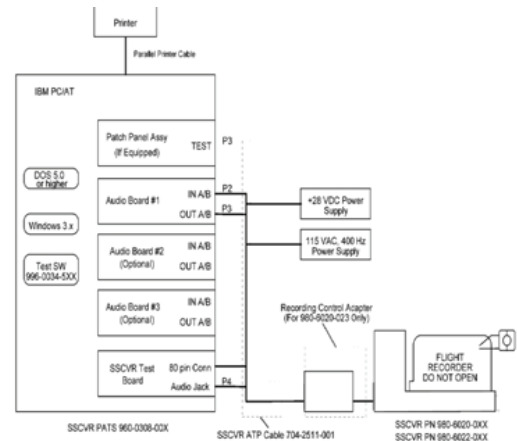 Printer
Parallel Printer Cable
IBM PC/AT
Patch Panel Assy
(If Equipped)
TEST
P3
DOS 5.0
or higher
Windows 3.x
Test SW
996-0034-5XX
Audio Board #1
IN A/B
OUT A/B
P2
P3
Audio Board #2
(Optional)
IN A/B
OUT A/B
Audio Board #3
(Optional)
IN A/B
OUT A/B
SSCVR Test
Board
80 pin Conn
Audio Jack
P4
+28 VDC Power
Supply
115 VAC, 400 Hz
Power Supply
Recording Control Adapter
(For 980-6020-023 Only)
FLIGHT
RECORDER
DO NOT OPEN
SSCVR PATS 960-0308-00X
SSCVR ATP Cable 704-2511-001
SSCVR PN 980-6020-0XX
SSCVR PN 980-6022-0XX